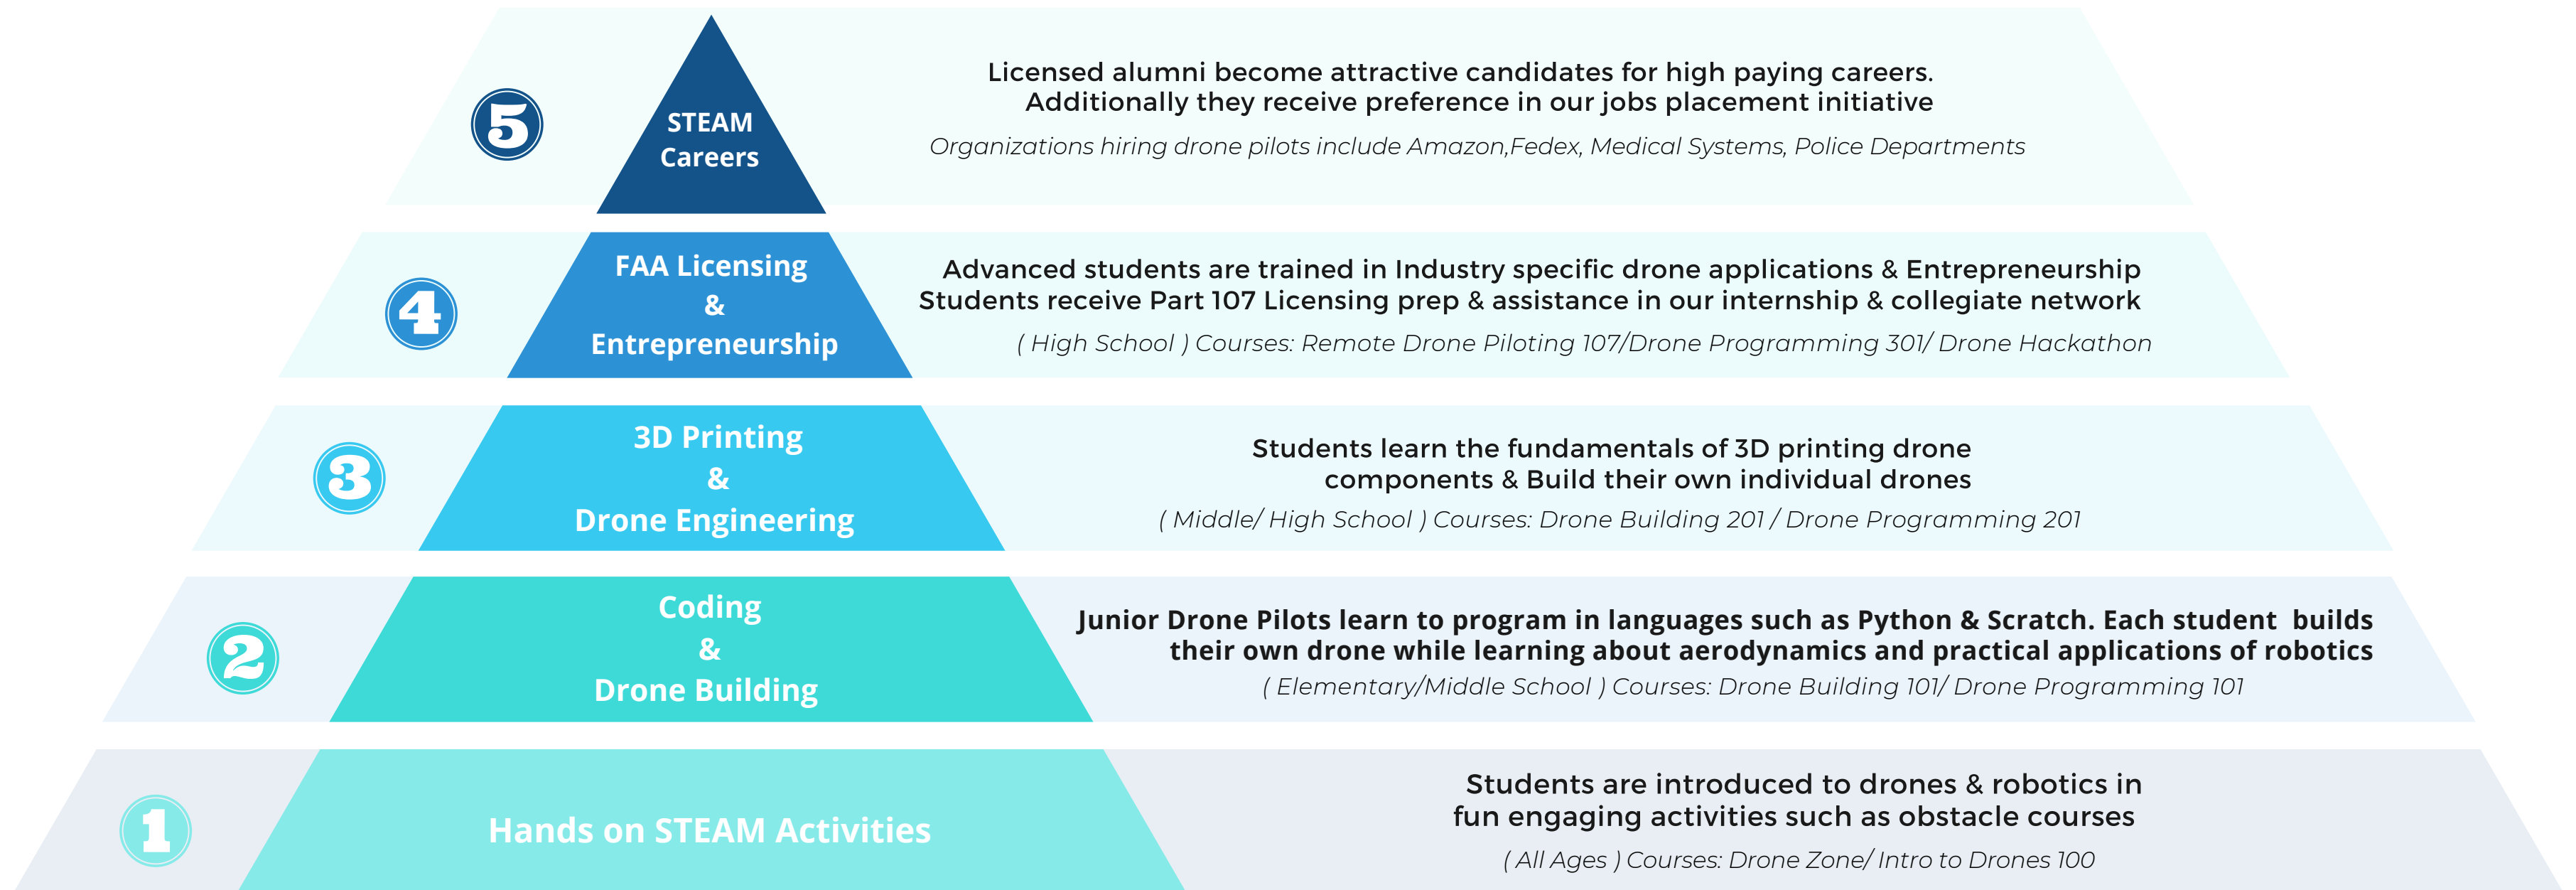 5
STEAM
Careers
Licensed alumni become attractive candidates for high paying careers.
Additionally they receive preference in our jobs placement initiative
Organizations hiring drone pilots include Amazon,Fedex, Medical Systems, Police Departments
4
FAA Licensing
&
Entrepreneurship
Advanced students are trained in Industry specific drone applications & Entrepreneurship
Students receive Part 107 Licensing prep & assistance in our internship & collegiate network
( High School ) Courses: Remote Drone Piloting 107/Drone Programming 301/ Drone Hackathon
3
3D Printing
&
Drone Engineering
Students learn the fundamentals of 3D printing drone
components & Build their own individual drones
( Middle/ High School ) Courses: Drone Building 201 / Drone Programming 201
2
Coding
&
Drone Building
Junior Drone Pilots learn to program in languages such as Python & Scratch. Each student  builds
their own drone while learning about aerodynamics and practical applications of robotics
( Elementary/Middle School ) Courses: Drone Building 101/ Drone Programming 101
1
Hands on STEAM Activities
Students are introduced to drones & robotics in
fun engaging activities such as obstacle courses
( All Ages ) Courses: Drone Zone/ Intro to Drones 100